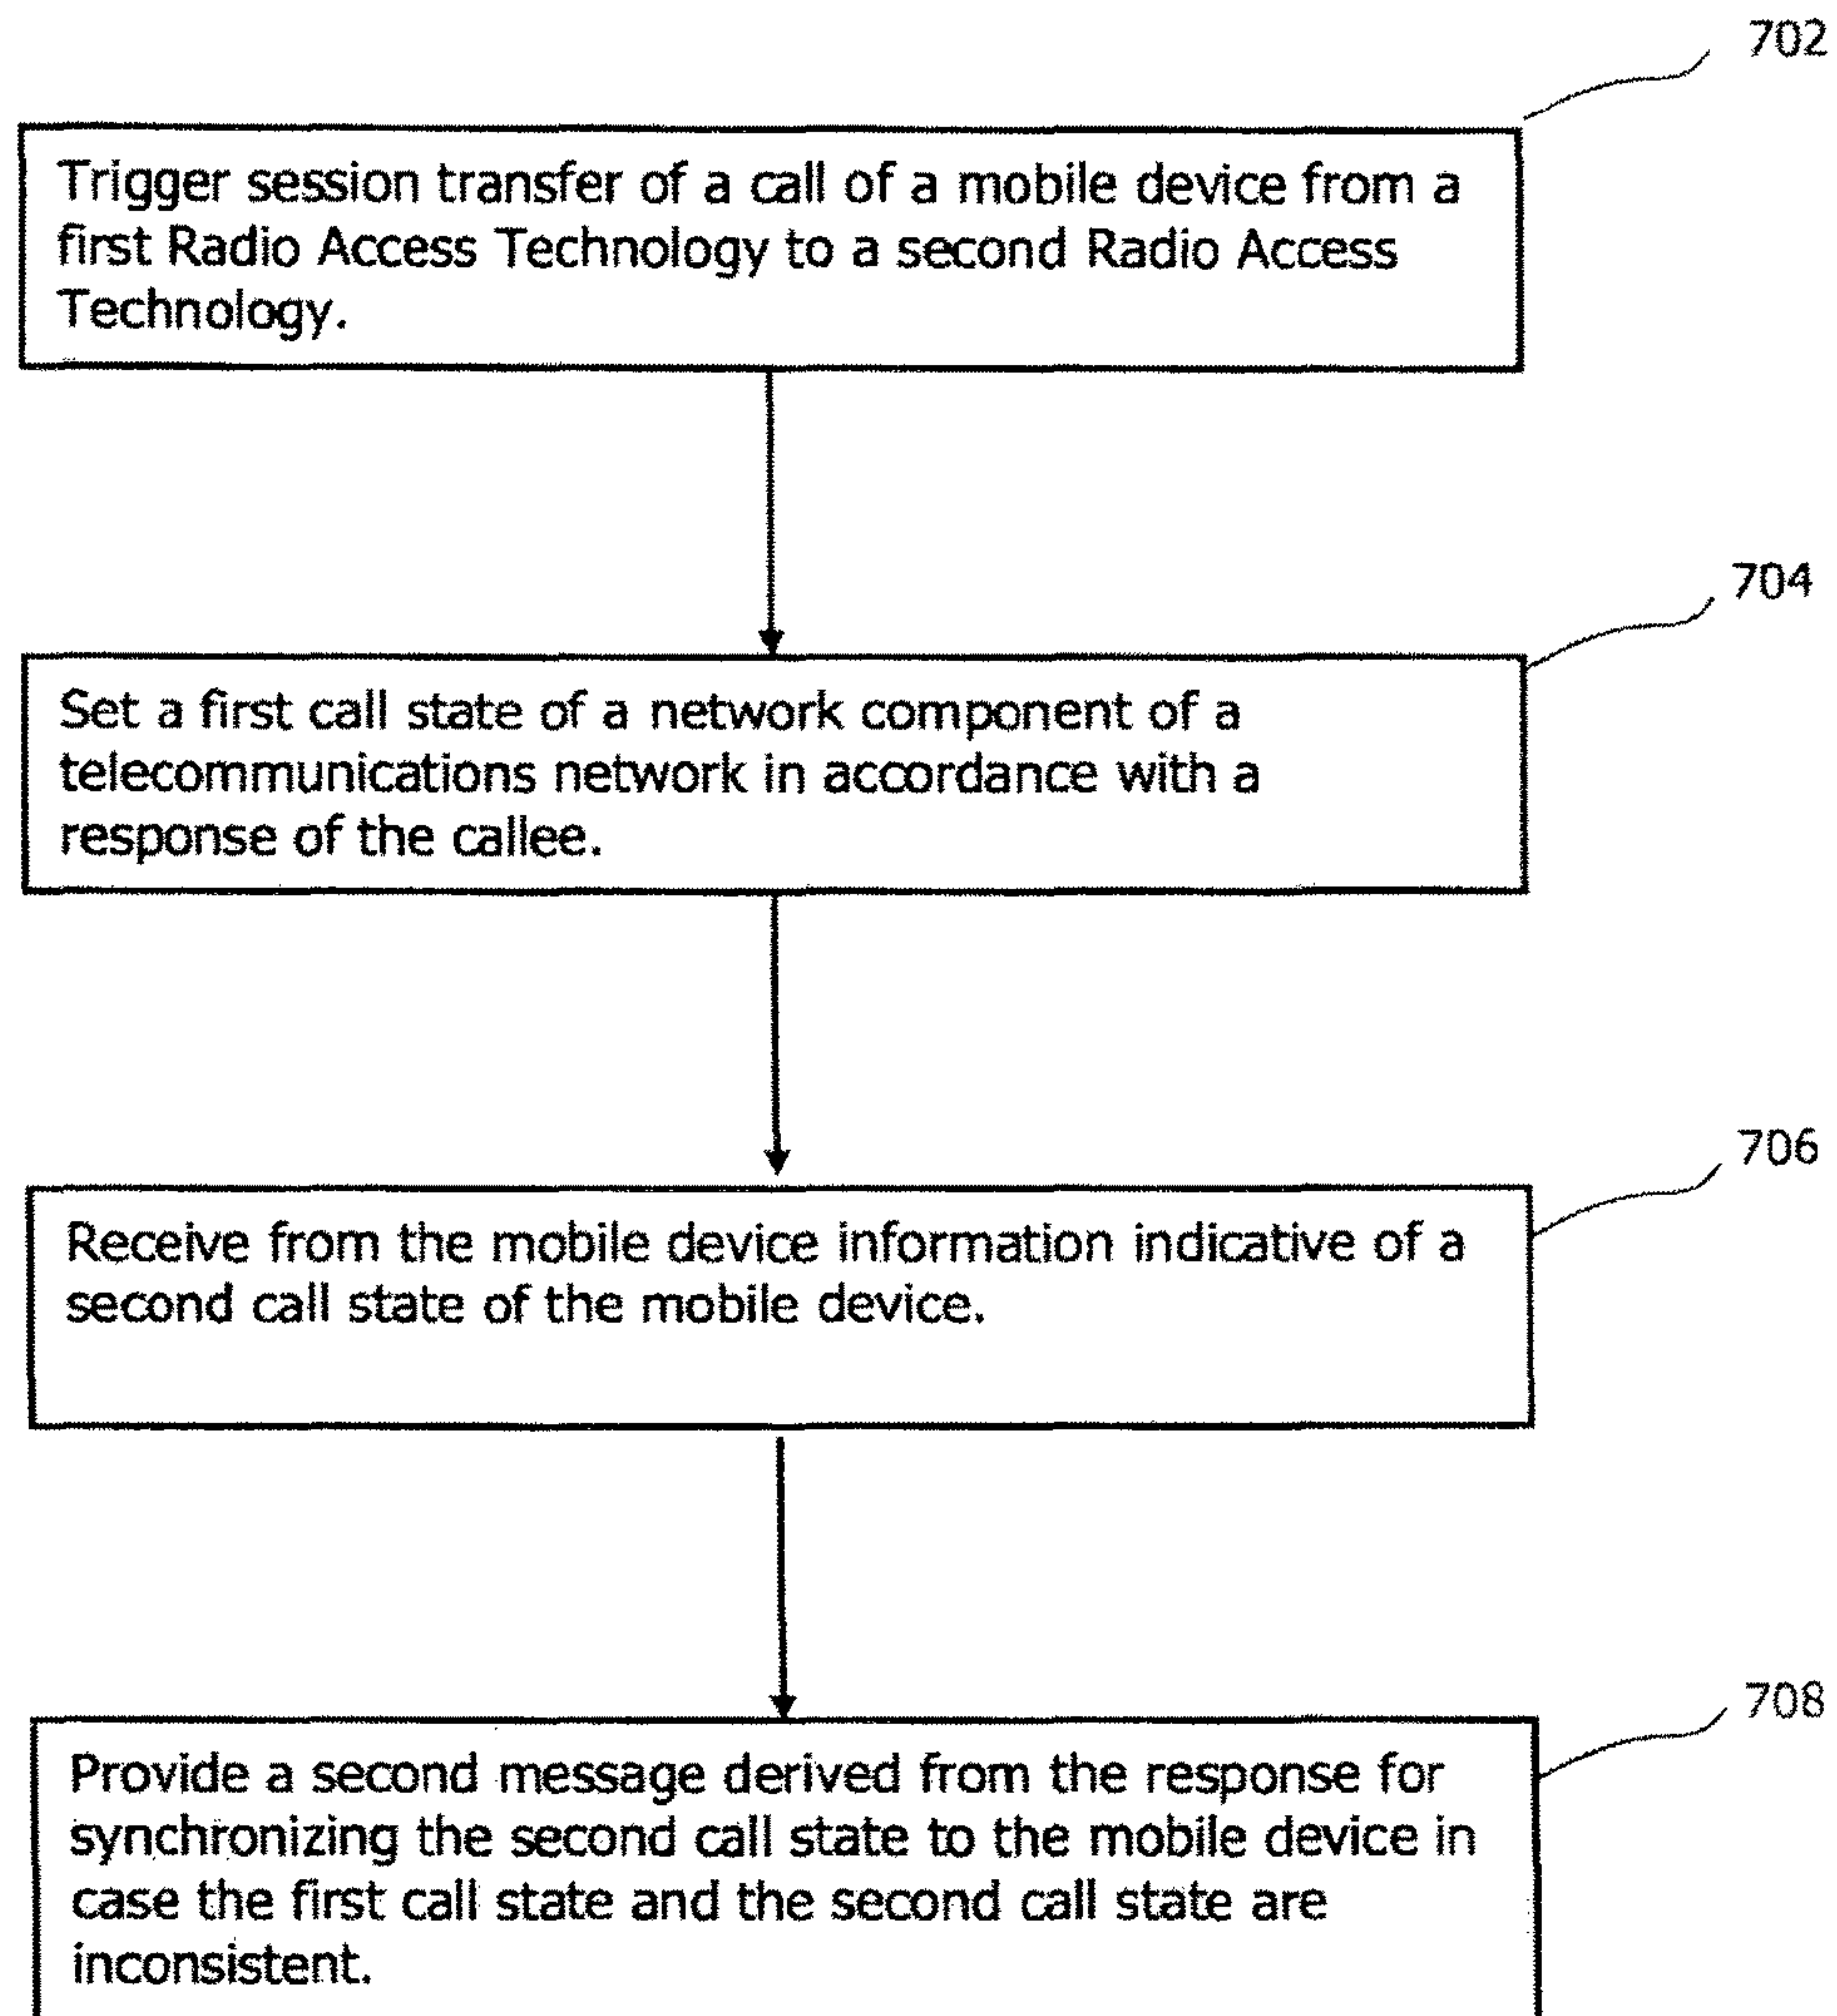 702
Trigger session transfer of a call of a mobile device from a
first Radio Access Technology to a second Radio Access
Technology.
704
Set a first call state of a network component of a
telecommunications network in accordance with a
response of the callee.
706
Receive from the mobile device information indicative of a
second call state of the mobile device.
708
Provide a second message derived from the response for
synchronizing the second call state to the mobile device in
case the first call state and the second call state are
inconsistent.